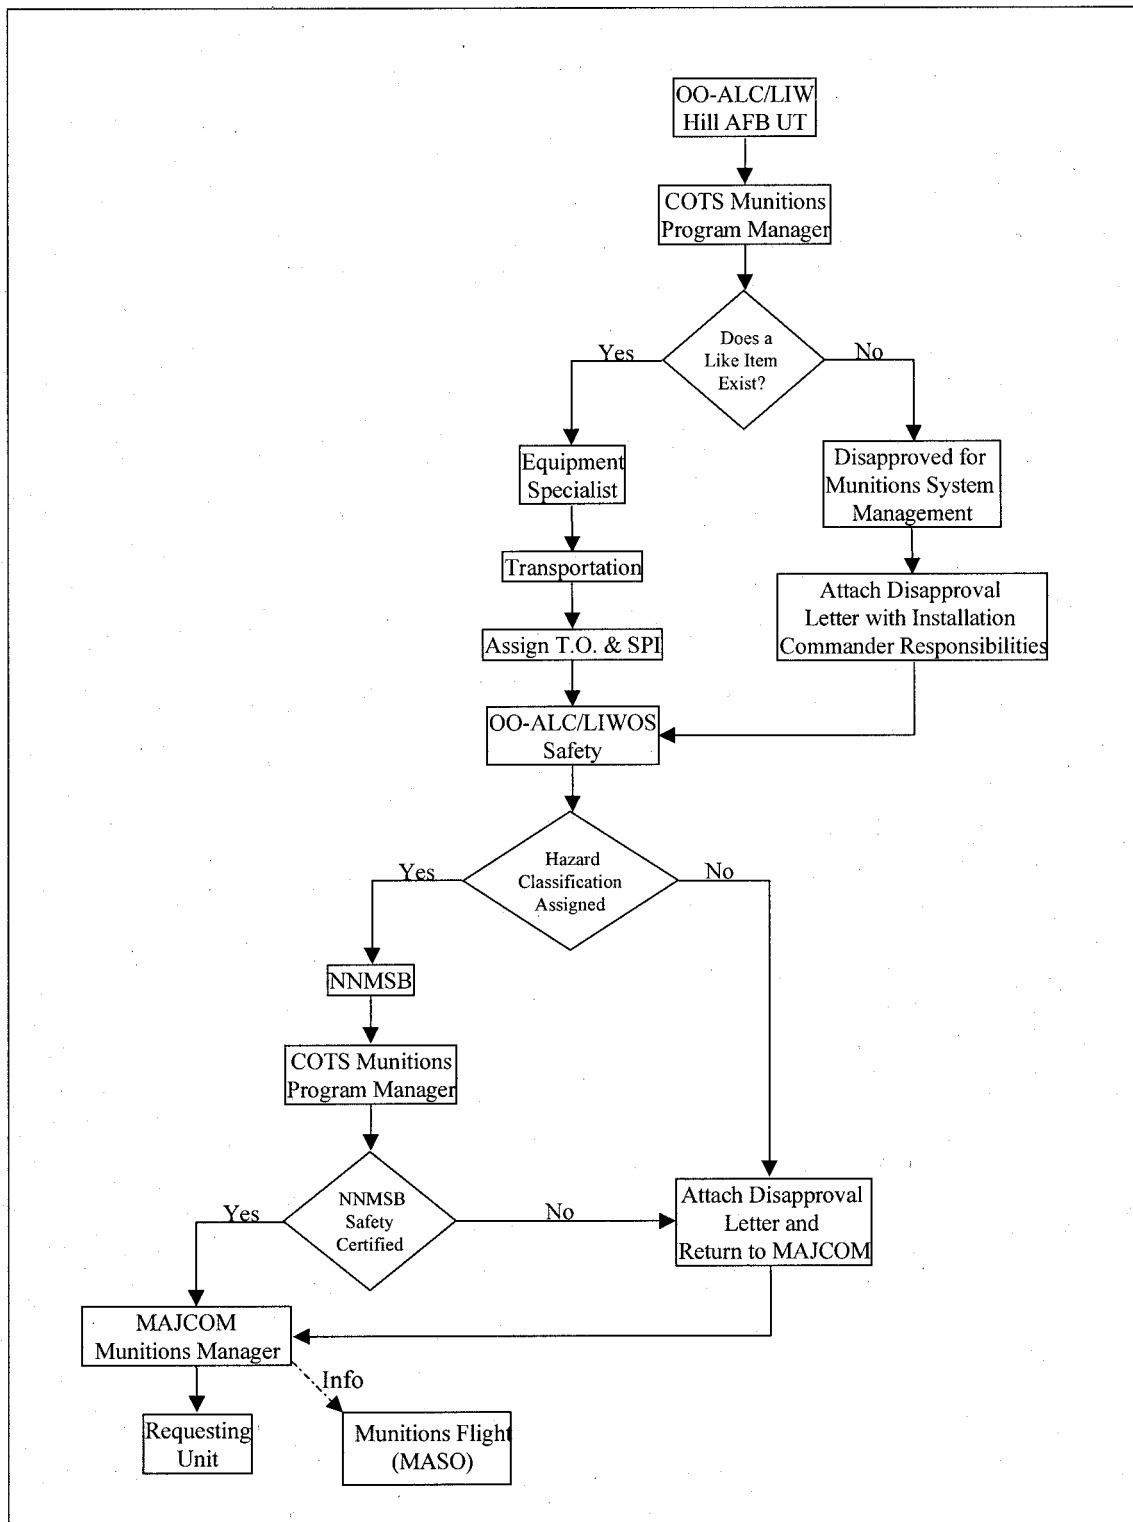 OO-ALC/LIW
Hill AFB UT
COTS Munitions
Program Manager
Does a
Like Item
Exist?
Yes
No
Equipment
Specialist
Disapproved for
Munitions System
Management
Transportation
Attach Disapproval
Letter with Installation
Commander Responsibilities
Assign T.O. & SPI
OO-ALC/LIWOS
Safety
Hazard
Classification
Assigned
Yes
No
NNMSB
COTS Munitions
Program Manager
NNMSB
Safety
Certified
Yes
No
Attach Disapproval
Letter and
Return to MAJCOM
MAJCOM
Munitions Manager
Info
Requesting
Unit
Munitions Flight
(MASO)